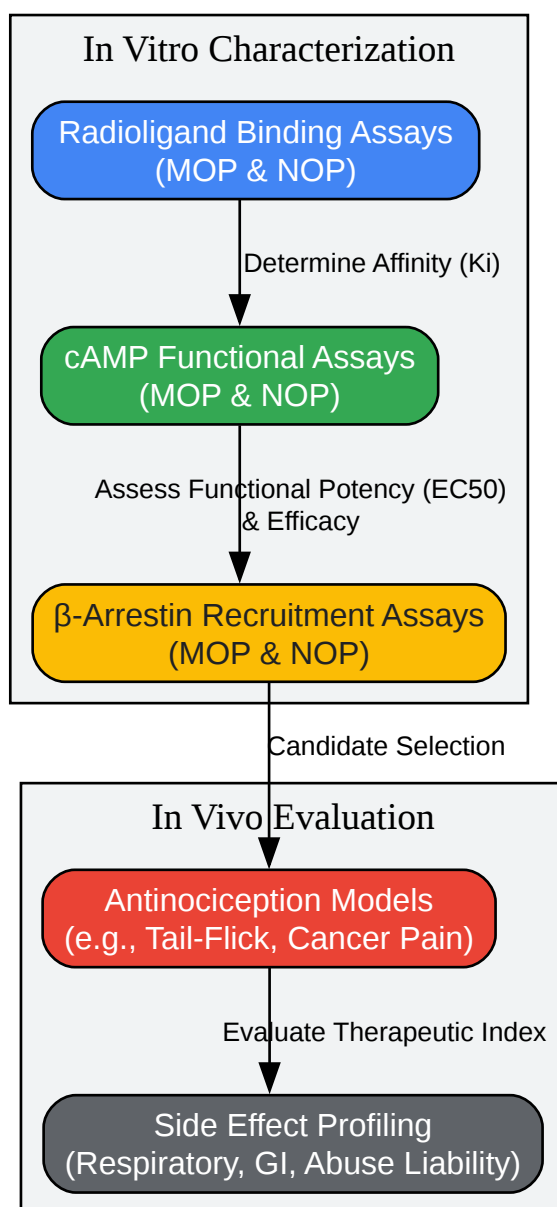 In Vitro Characterization
Radioligand Binding Assays
(MOP & NOP)
Determine Affinity (Ki)
cAMP Functional Assays
(MOP & NOP)
Assess Functional Potency (EC50)
& Efficacy
β-Arrestin Recruitment Assays
(MOP & NOP)
Candidate Selection
In Vivo Evaluation
Antinociception Models
(e.g., Tail-Flick, Cancer Pain)
Evaluate Therapeutic Index
Side Effect Profiling
(Respiratory, GI, Abuse Liability)